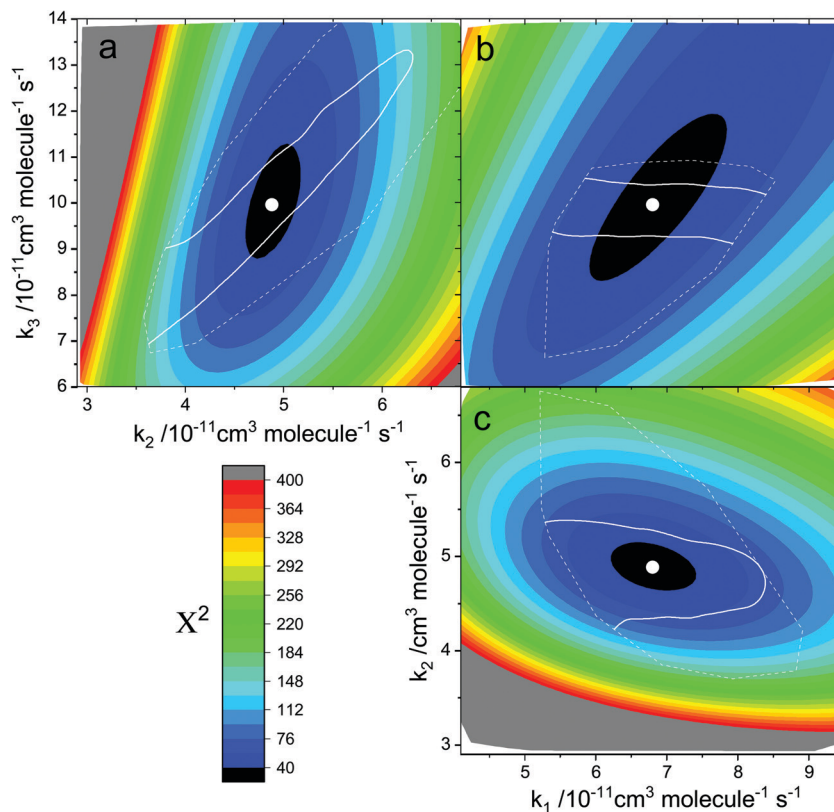 a
b
14
13
12
11
10
9
8
7
6
k₃ /10⁻¹¹cm³ molecule⁻¹ s⁻¹
3 4 5 6
k₂ /10⁻¹¹cm³ molecule⁻¹ s⁻¹
c
6
5
4
3
k₂ /cm³ molecule⁻¹ s⁻¹
5 6 7 8 9
k₁ /10⁻¹¹cm³ molecule⁻¹ s⁻¹
X²
400
364
328
292
256
220
184
148
112
76
40